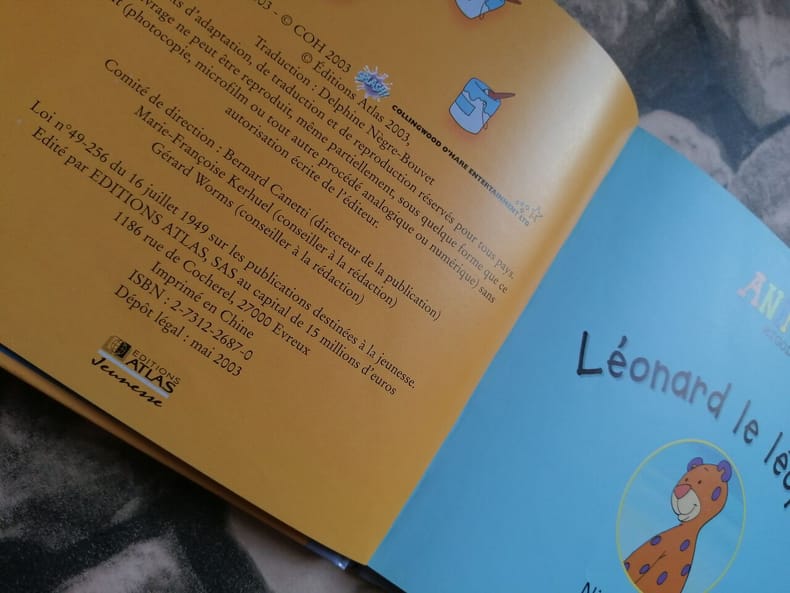 2003 - © COH 2003
© Éditions Atlas 2003,
Traduction : Delphine Nègre-Bouvet
d'adaptation, de traduction et de reproduction réservés pour tous pays.
ouvrage ne peut être reproduit, même partiellement, sous quelque forme que ce
(photocopie, microfilm ou tout autre procédé analogique ou numérique) sans
autorisation écrite de l'éditeur.
Comité de direction : Bernard Canetti (directeur de la publication)
Marie-Françoise Kerhuel (conseiller à la rédaction)
Gérard Worms (conseiller à la rédaction)
Loi n°49-256 du 16 juillet 1949 sur les publications destinées à la jeunesse.
Edité par EDITIONS ATLAS, SAS au capital de 15 millions d'euros
1186 rue de Cocherel, 27000 Evreux
Imprimé en Chine
ISBN : 2-7312-2687-0
Dépôt légal : mai 2003
EDITIONS
ATLAS
Jeunesse
COLLINGWOOD O'HARE ENTERTAINMENT LTD
Léonard le